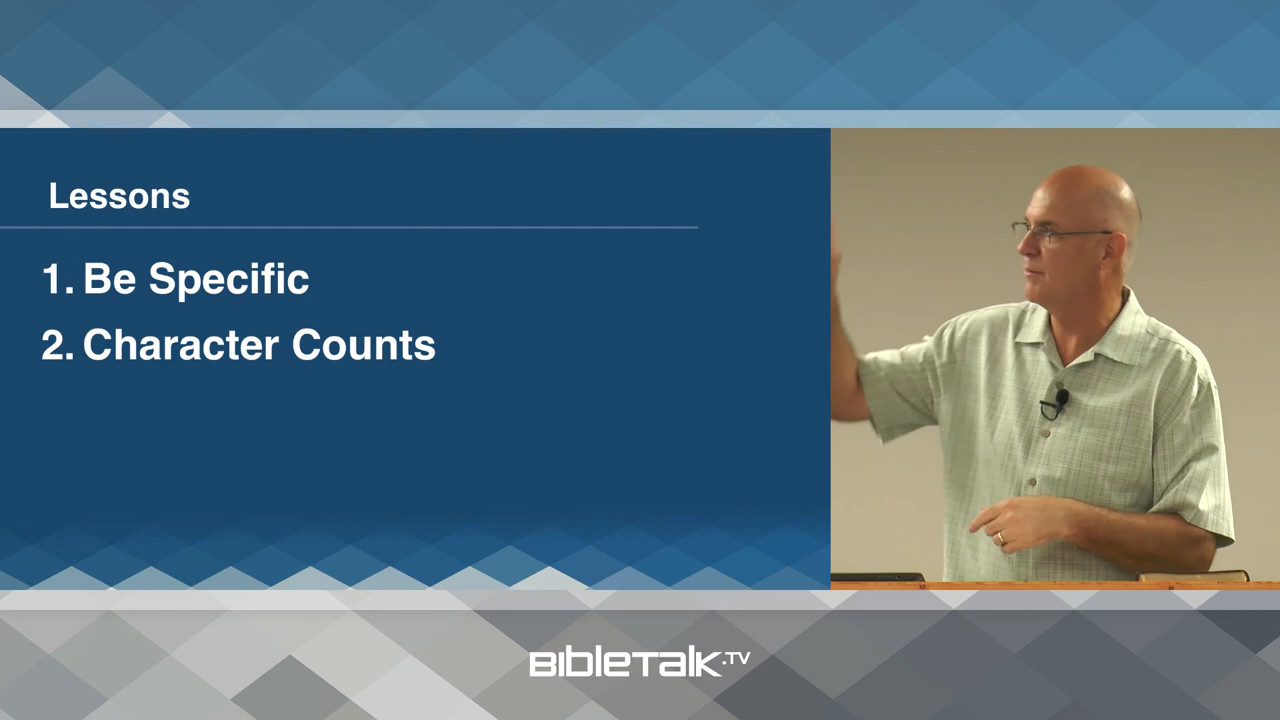 Lessons
1. Be Specific
2. Character Counts
BibleTalk.TV